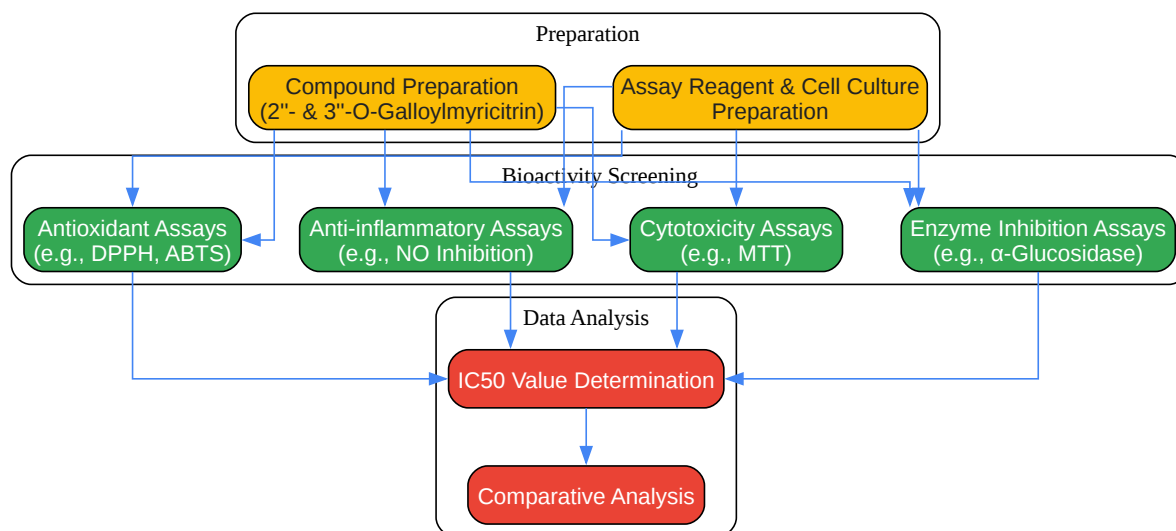 Preparation
Compound Preparation
(2"- & 3"-O-Galloylmyricitrin)
Assay Reagent & Cell Culture
Preparation
Bioactivity Screening
Antioxidant Assays
(e.g., DPPH, ABTS)
Anti-inflammatory Assays
(e.g., NO Inhibition)
Cytotoxicity Assays
(e.g., MTT)
Enzyme Inhibition Assays
(e.g., α-Glucosidase)
Data Analysis
IC50 Value Determination
Comparative Analysis